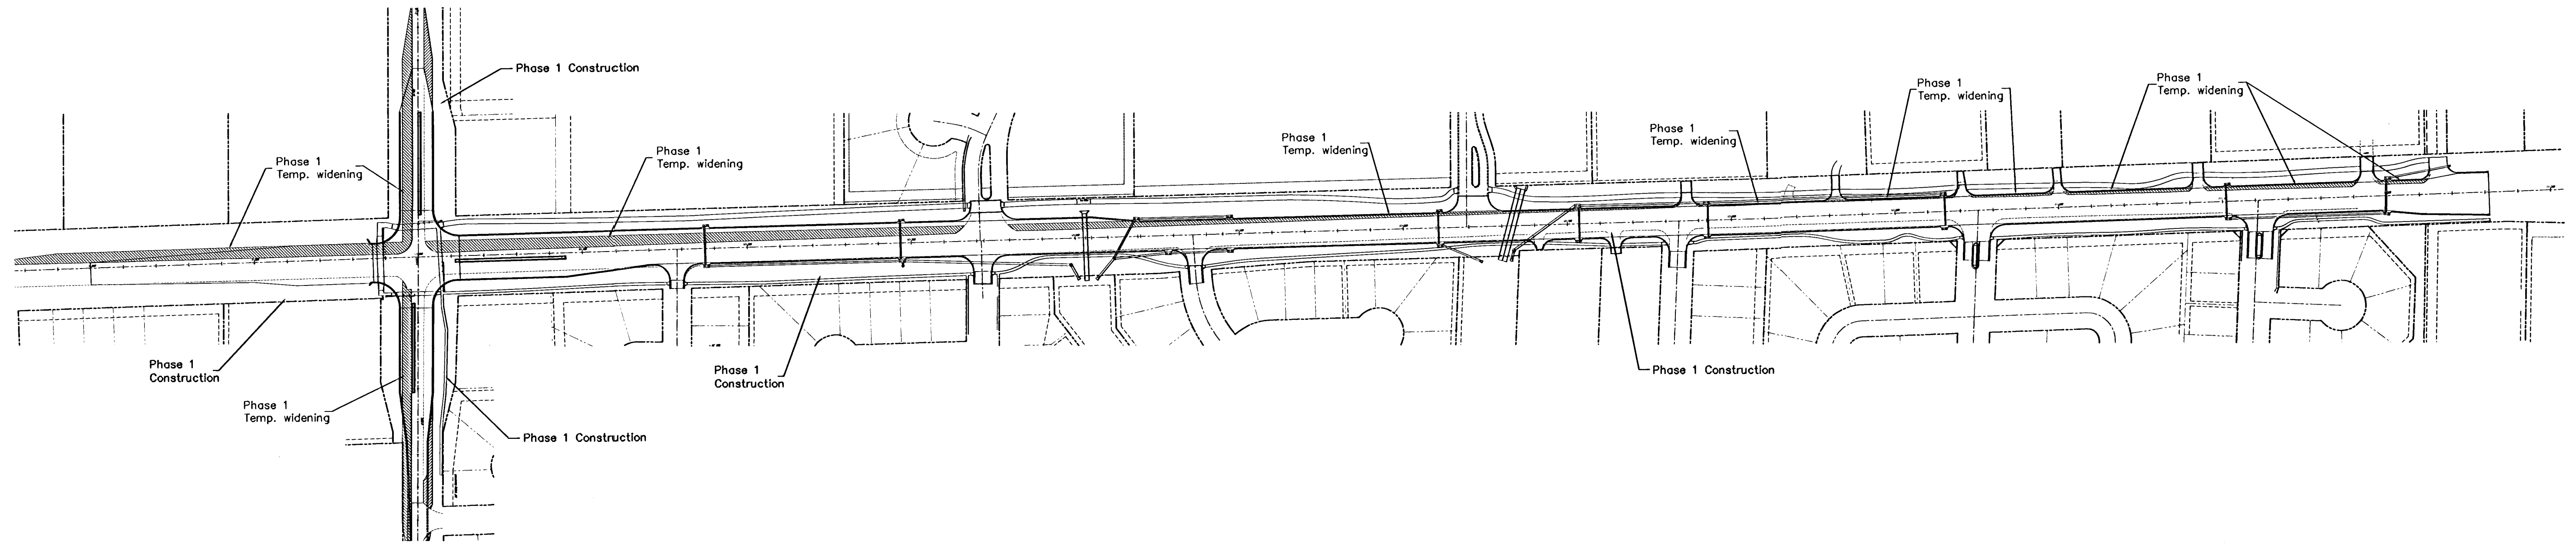 Phase 1 Construction
Phase 1
Temp. widening
Phase 1
Temp. widening
Phase 1
Temp. widening
Phase 1
Temp. widening
Phase 1
Temp. widening
Phase 1
Temp. widening
Phase 1
Construction
Phase 1
Temp. widening
Phase 1 Construction
Phase 1
Construction
Phase 1 Construction